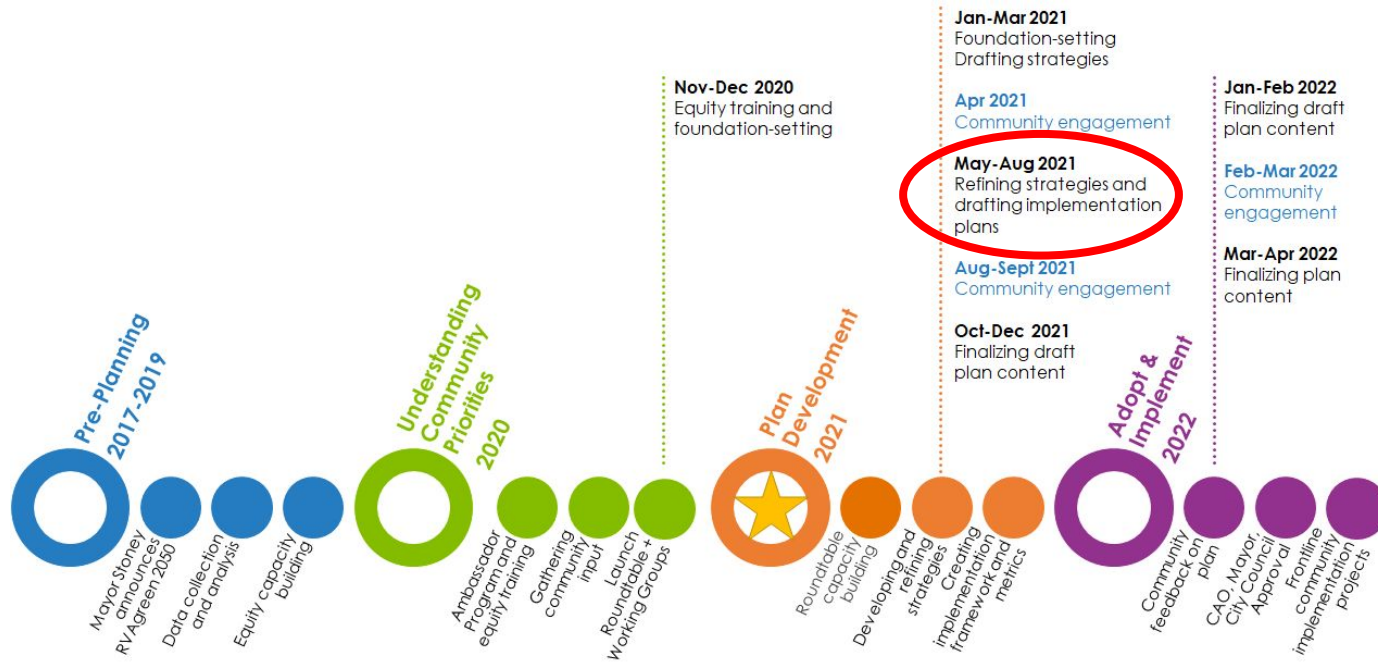 Pre-Planning
2017-2019
Mayor Stoney
announces
RVAgreen 2050
Data collection
and analysis
Equity capacity
building
Understanding
Community
Priorities
2020
Nov-Dec 2020
Equity training and
foundation-setting
Ambassador
Program and
equity training
Gathering
community
input
Launch
Roundtable +
Working Groups
Plan
Development
2021
Jan-Mar 2021
Foundation-setting
Drafting strategies
Apr 2021
Community engagement
May-Aug 2021
Refining strategies and
drafting implementation
plans
Aug-Sept 2021
Community engagement
Oct-Dec 2021
Finalizing draft
plan content
Roundtable
capacity
building
Developing and
refining
strategies
Creating
implementation
framework and
metrics
Adopt &
Implement
2022
Jan-Feb 2022
Finalizing draft
plan content
Feb-Mar 2022
Community
engagement
Mar-Apr 2022
Finalizing plan
content
Community
feedback on
plan
CAO, Mayor,
City Council
Approval
Frontline
community
implementation
projects